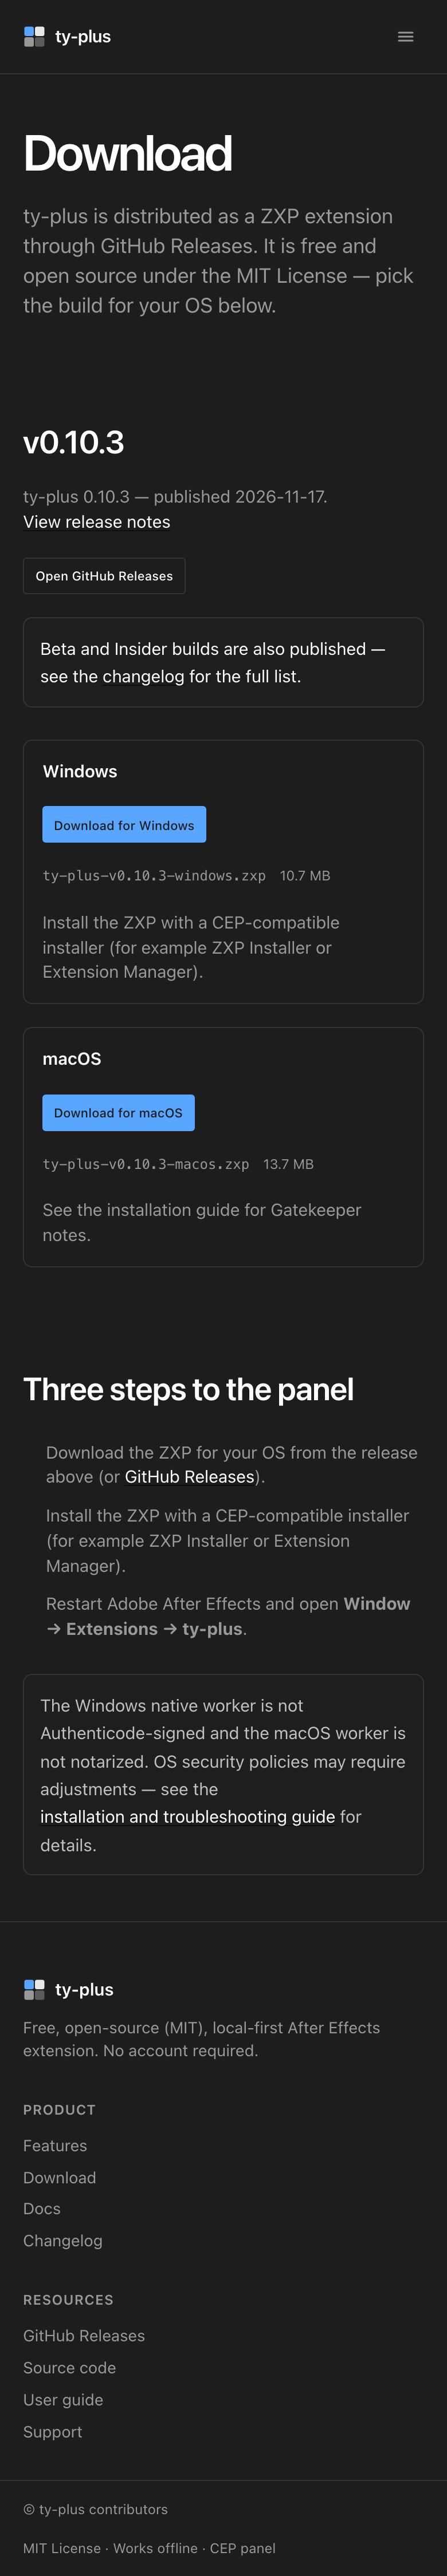 ty-plus
Download
ty-plus is distributed as a ZXP extension
through GitHub Releases. It is free and
open source under the MIT License — pick
the build for your OS below.
v0.10.3
ty-plus 0.10.3 — published 2026-11-17.
View release notes
Open GitHub Releases
Beta and Insider builds are also published —
see the changelog for the full list.
Windows
Download for Windows
ty-plus-v0.10.3-windows.zxp 10.7 MB
Install the ZXP with a CEP-compatible
installer (for example ZXP Installer or
Extension Manager).
macOS
Download for macOS
ty-plus-v0.10.3-macos.zxp 13.7 MB
See the installation guide for Gatekeeper
notes.
Three steps to the panel
Download the ZXP for your OS from the release
above (or GitHub Releases).
Install the ZXP with a CEP-compatible installer
(for example ZXP Installer or Extension
Manager).
Restart Adobe After Effects and open Window
→ Extensions → ty-plus.
The Windows native worker is not
Authenticode-signed and the macOS worker is
not notarized. OS security policies may require
adjustments — see the
installation and troubleshooting guide for
details.
ty-plus
Free, open-source (MIT), local-first After Effects
extension. No account required.
PRODUCT
Features
Download
Docs
Changelog
RESOURCES
GitHub Releases
Source code
User guide
Support
© ty-plus contributors
MIT License · Works offline · CEP panel